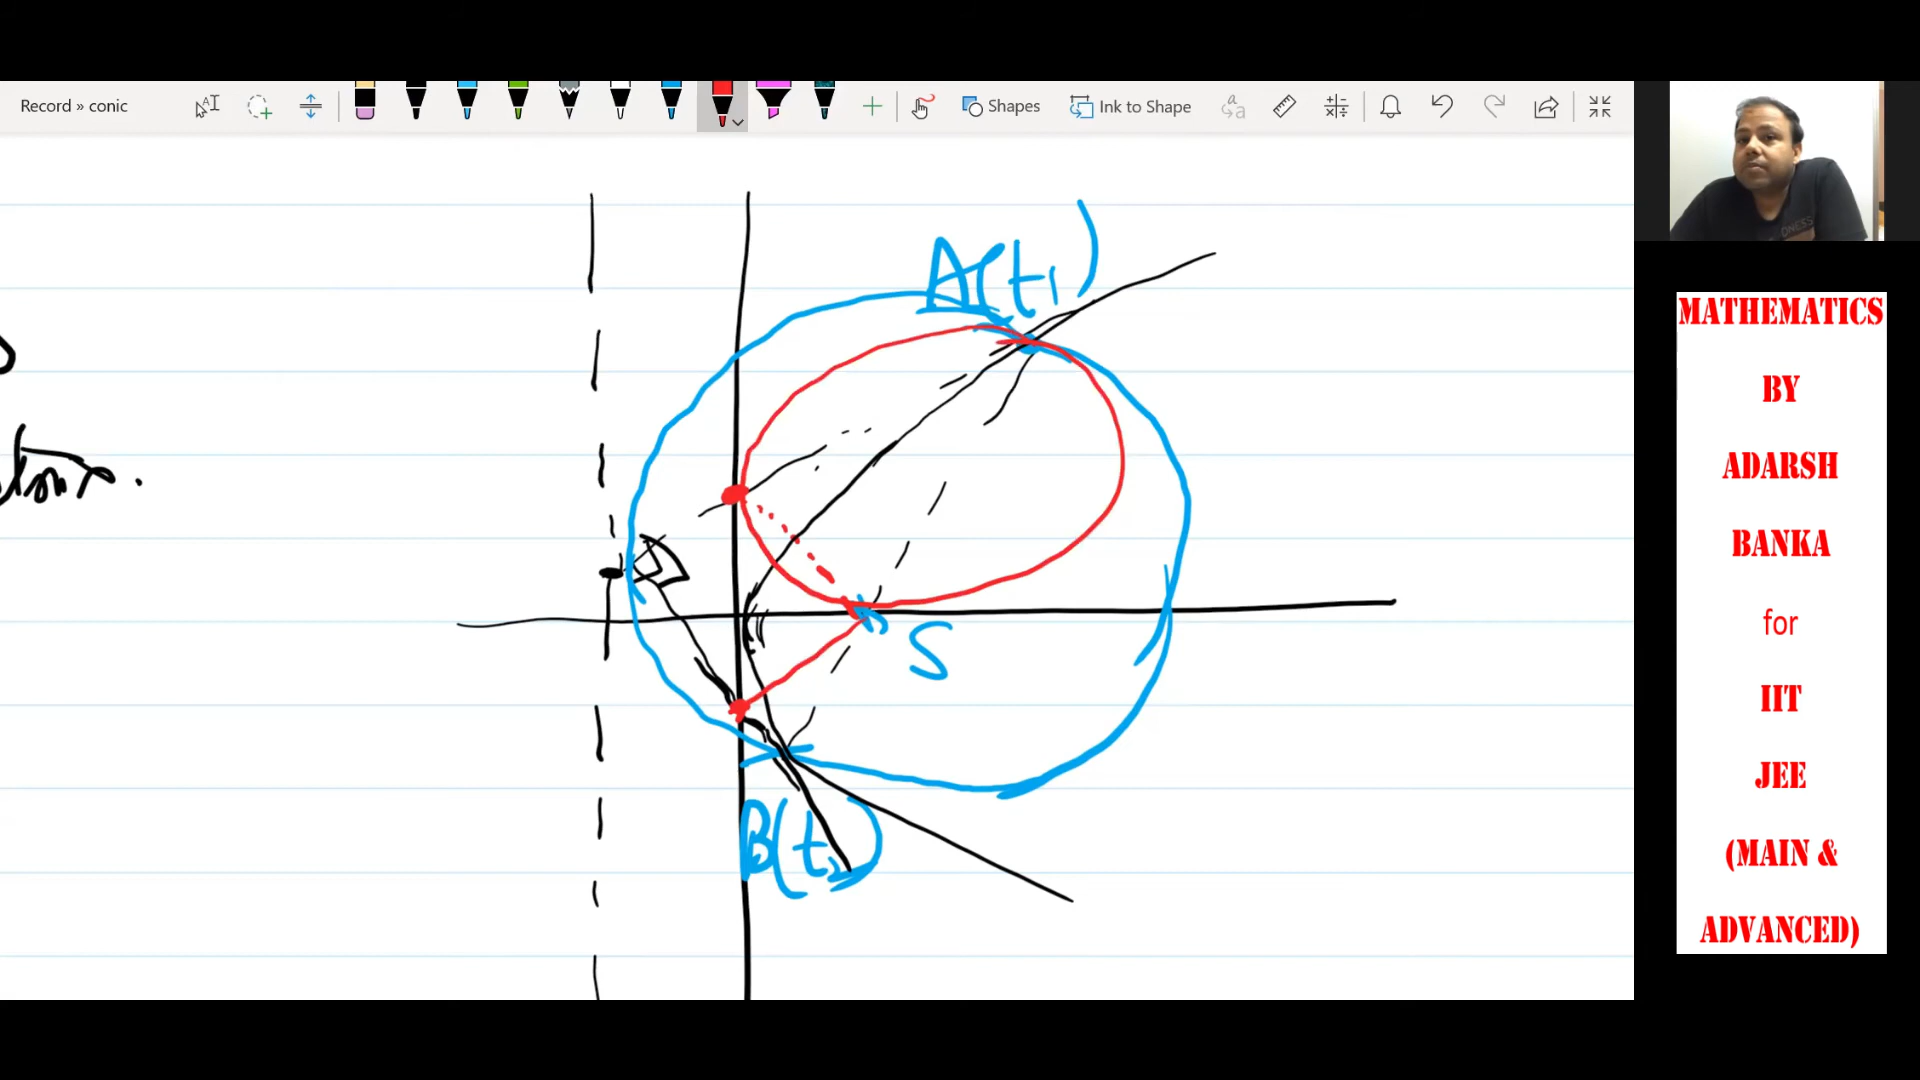 Record » conic
Shapes
Ink to Shape
A(t1)
S
B(t2)
MATHEMATICS
BY
ADARSH
BANKA
for
IIT
JEE
(MAIN &
ADVANCED)